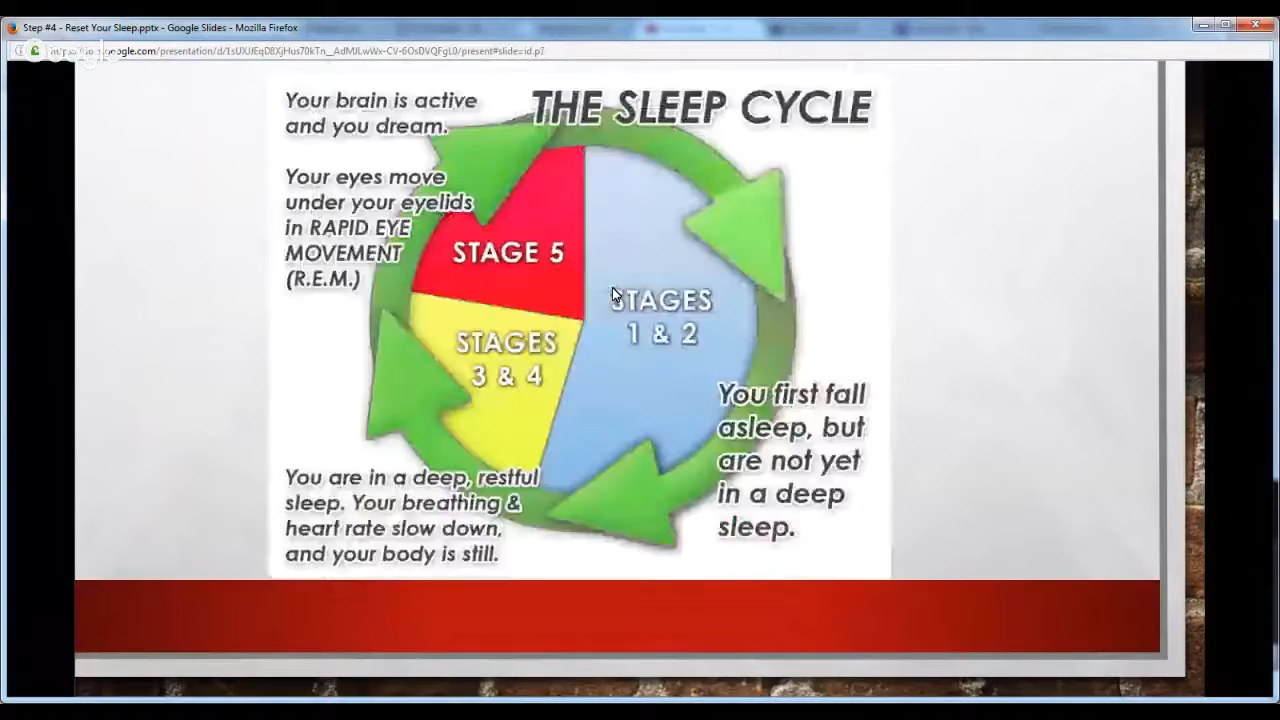 Step #4 - Reset Your Sleep.pptx - Google Slides - Mozilla Firefox
THE SLEEP CYCLE
Your brain is active
and you dream.
Your eyes move
under your eyelids
in RAPID EYE
MOVEMENT
(R.E.M.)
STAGE 5
STAGES
1 & 2
STAGES
3 & 4
You first fall
asleep, but
are not yet
in a deep
sleep.
You are in a deep, restful
sleep. Your breathing &
heart rate slow down,
and your body is still.